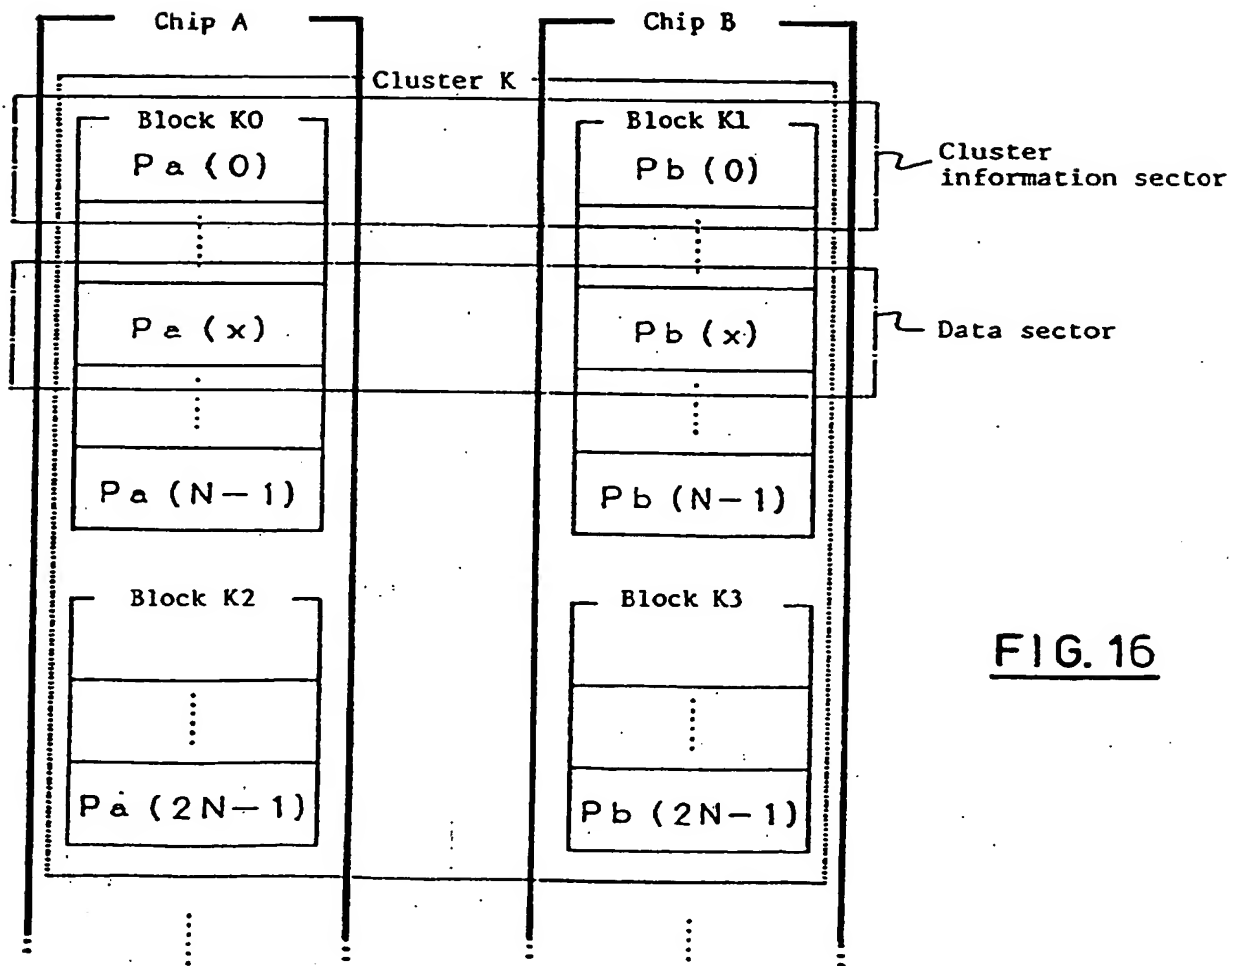 Chip A
Chip B
Cluster K
Block K0
Block K1
Pa (0)
Pb (0)
Cluster
information sector
Pa (x)
Pb (x)
Data sector
Pa (N-1)
Pb (N-1)
Block K2
Block K3
FIG. 16
Pa (2N-1)
Pb (2N-1)